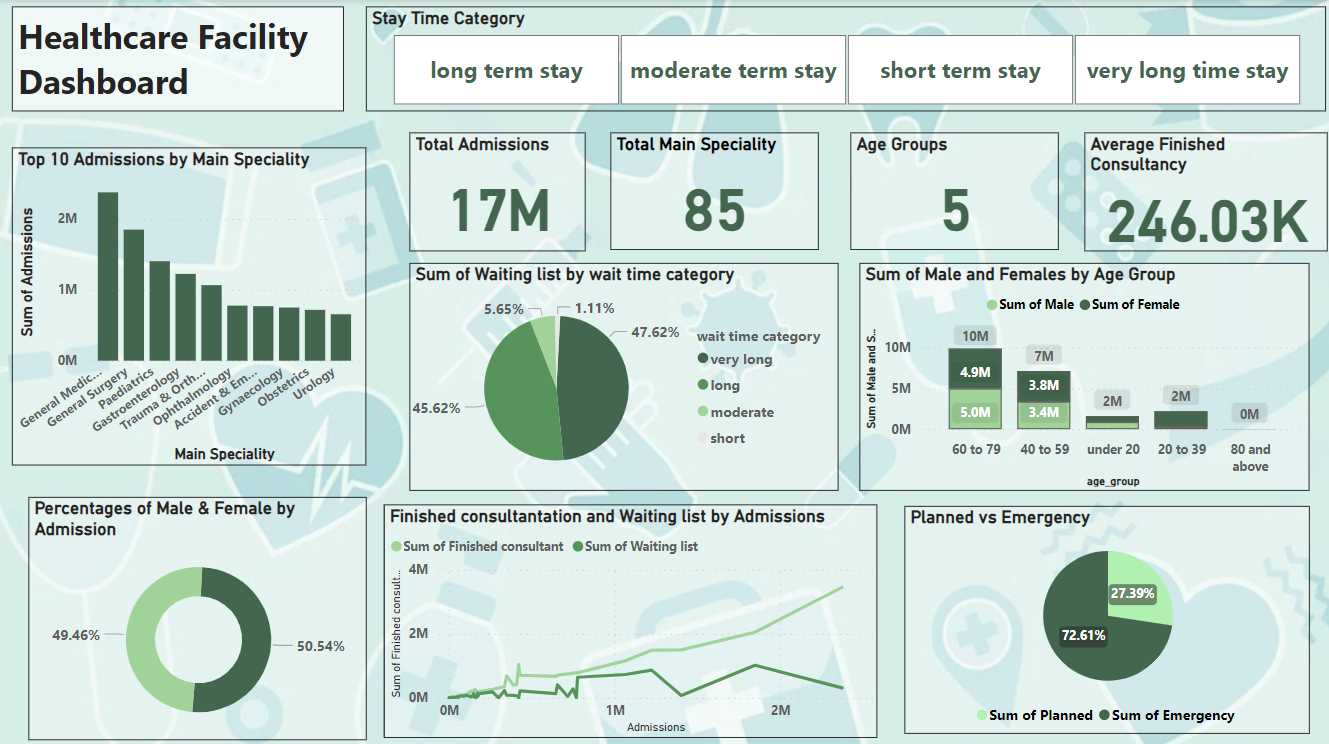 Healthcare Facility
Dashboard
Stay Time Category
long term stay
moderate term stay
short term stay
very long time stay
Top 10 Admissions by Main Speciality
Sum of Admissions
2M
1M
0M
General Medic...
General Surgery
Paediatrics
Gastroenterology
Trauma & Orth...
Ophthalmology
Accident & Em...
Gynaecology
Obstetrics
Urology
Main Speciality
Total Admissions
17M
Total Main Speciality
85
Age Groups
5
Average Finished
Consultancy
246.03K
Sum of Waiting list by wait time category
5.65%
1.11%
47.62%
45.62%
wait time category
very long
long
moderate
short
Sum of Male and Females by Age Group
Sum of Male
Sum of Female
Sum of Male and S...
10M
5M
0M
10M
4.9M
5.0M
7M
3.8M
3.4M
2M
2M
0M
60 to 79
40 to 59
under 20
20 to 39
80 and
above
age_group
Percentages of Male & Female by
Admission
49.46%
50.54%
Finished consultantation and Waiting list by Admissions
Sum of Finished consultant
Sum of Waiting list
Sum of Finished consult...
4M
2M
0M
0M
1M
2M
Admissions
Planned vs Emergency
27.39%
72.61%
Sum of Planned
Sum of Emergency